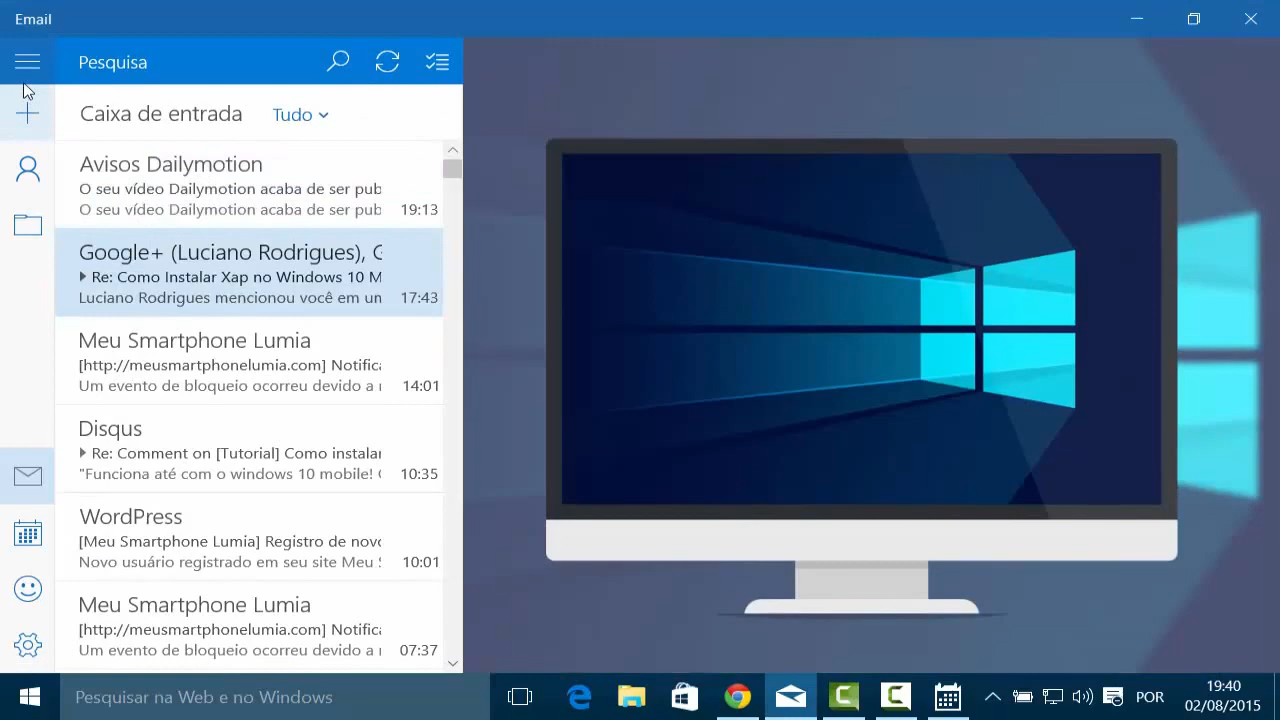 Email
Pesquisa
Caixa de entrada Tudo
Avisos Dailymotion
O seu vídeo Dailymotion acaba de ser pub
O seu vídeo Dailymotion acaba de ser pub 19:13
Google+ (Luciano Rodrigues), G
Re: Como Instalar Xap no Windows 10 M
Luciano Rodrigues mencionou você em um 17:43
Meu Smartphone Lumia
[http://meusmartphonelumia.com] Notifica
Um evento de bloqueio ocorreu devido a 14:01
Disqus
Re: Comment on [Tutorial] Como instalar
"Funciona até com o windows 10 mobile! 10:35
WordPress
[Meu Smartphone Lumia] Registro de novo
Novo usuário registrado em seu site Meu S 10:01
Meu Smartphone Lumia
[http://meusmartphonelumia.com] Notifica
Um evento de bloqueio ocorreu devido a 07:37
Pesquisar na Web e no Windows
POR
19:40
02/08/2015